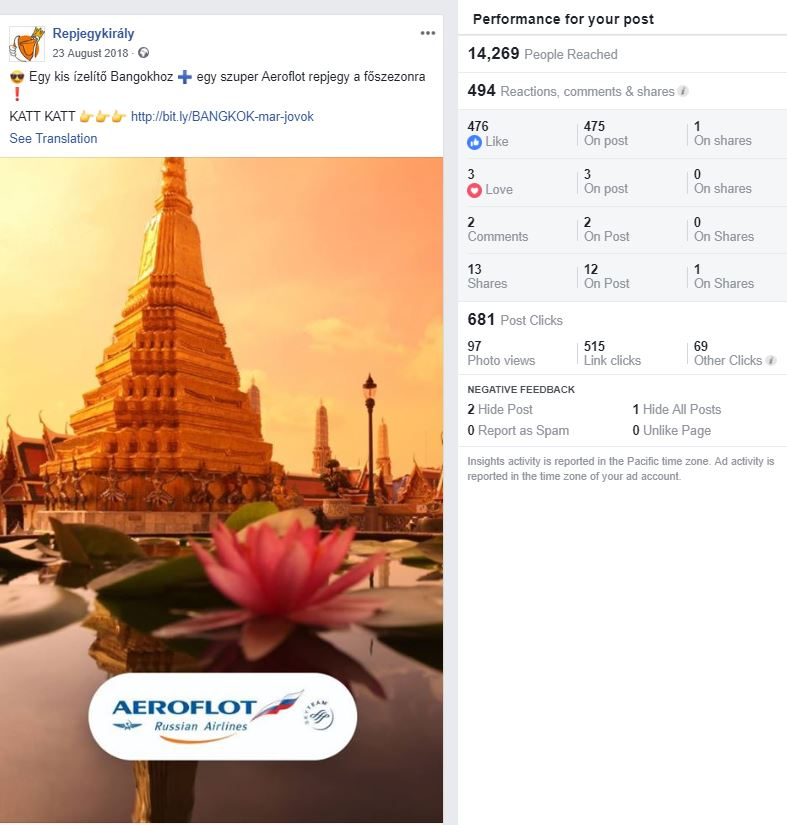 Repjegykirály
23 August 2018 ·
😎 Egy kis ízelítő Bangokhoz ➕ egy szuper Aeroflot repjegy a főszezonra
❗
KATT KATT 👉👉👉 http://bit.ly/BANGKOK-mar-jovok
See Translation
AEROFLOT
Russian Airlines
SKYTEAM
Performance for your post
14,269 People Reached
494 Reactions, comments & shares
476 475 1
Like On post On shares
3 3 0
Love On post On shares
2 2 0
Comments On Post On Shares
13 12 1
Shares On Post On Shares
681 Post Clicks
97 515 69
Photo views Link clicks Other Clicks
NEGATIVE FEEDBACK
2 Hide Post 1 Hide All Posts
0 Report as Spam 0 Unlike Page
Insights activity is reported in the Pacific time zone. Ad activity is
reported in the time zone of your ad account.